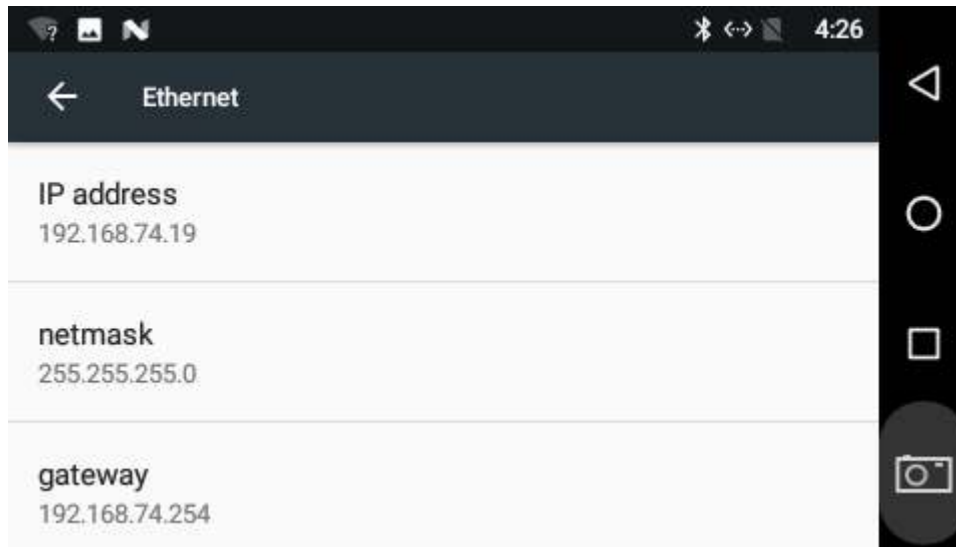 4:26
Ethernet
IP address
192.168.74.19
netmask
255.255.255.0
gateway
192.168.74.254